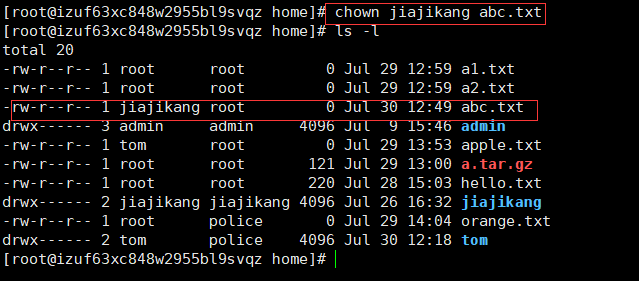 [root@izuf63xc848w2955bl9svqz home]# chown jiajikang abc.txt
[root@izuf63xc848w2955bl9svqz home]# ls -l
total 20
-rw-r--r-- 1 root      root         0 Jul 29 12:59 a1.txt
-rw-r--r-- 1 root      root         0 Jul 29 12:59 a2.txt
-rw-r--r-- 1 jiajikang root         0 Jul 30 12:49 abc.txt
drwx------ 3 admin     admin     4096 Jul  9 15:46 admin
-rw-r--r-- 1 tom       root         0 Jul 29 13:53 apple.txt
-rw-r--r-- 1 root      root       121 Jul 29 13:00 a.tar.gz
-rw-r--r-- 1 root      root       220 Jul 28 15:03 hello.txt
drwx------ 2 jiajikang jiajikang 4096 Jul 26 16:32 jiajikang
-rw-r--r-- 1 root      police       0 Jul 29 14:04 orange.txt
drwx------ 2 tom       police    4096 Jul 30 12:18 tom
[root@izuf63xc848w2955bl9svqz home]#